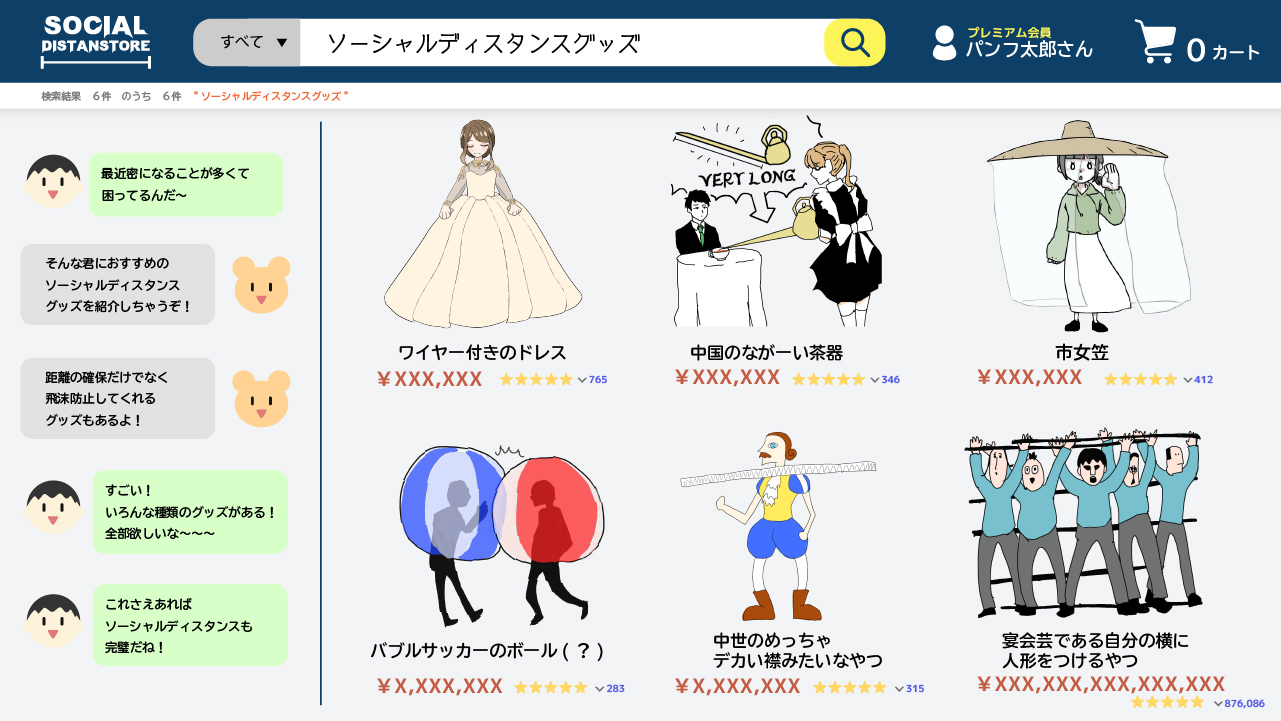 SOCIAL
DISTANSTORE
すべて ▼
ソーシャルディスタンスグッズ
プレミアム会員
パンフ太郎さん
0 カート
検索結果 6件 のうち 6件 "ソーシャルディスタンスグッズ"
最近密になることが多くて
困ってるんだ〜
そんな君におすすめの
ソーシャルディスタンス
グッズを紹介しちゃうぞ！
距離の確保だけでなく
飛沫防止してくれる
グッズもあるよ！
すごい！
いろんな種類のグッズがある！
全部欲しいな〜〜〜
これさえあれば
ソーシャルディスタンスも
完璧だね！
ワイヤー付きのドレス
￥XXX,XXX ★★★★★ 765
VERY LONG
中国のながーい茶器
￥XXX,XXX ★★★★★ 346
市女笠
￥XXX,XXX ★★★★★ 412
バブルサッカーのボール(？)
￥X,XXX,XXX ★★★★★ 283
中世のめっちゃ
デカい襟みたいなやつ
￥X,XXX,XXX ★★★★★ 315
宴会芸である自分の横に
人形をつけるやつ
￥XXX,XXX,XXX,XXX,XXX
★★★★★ 876,086